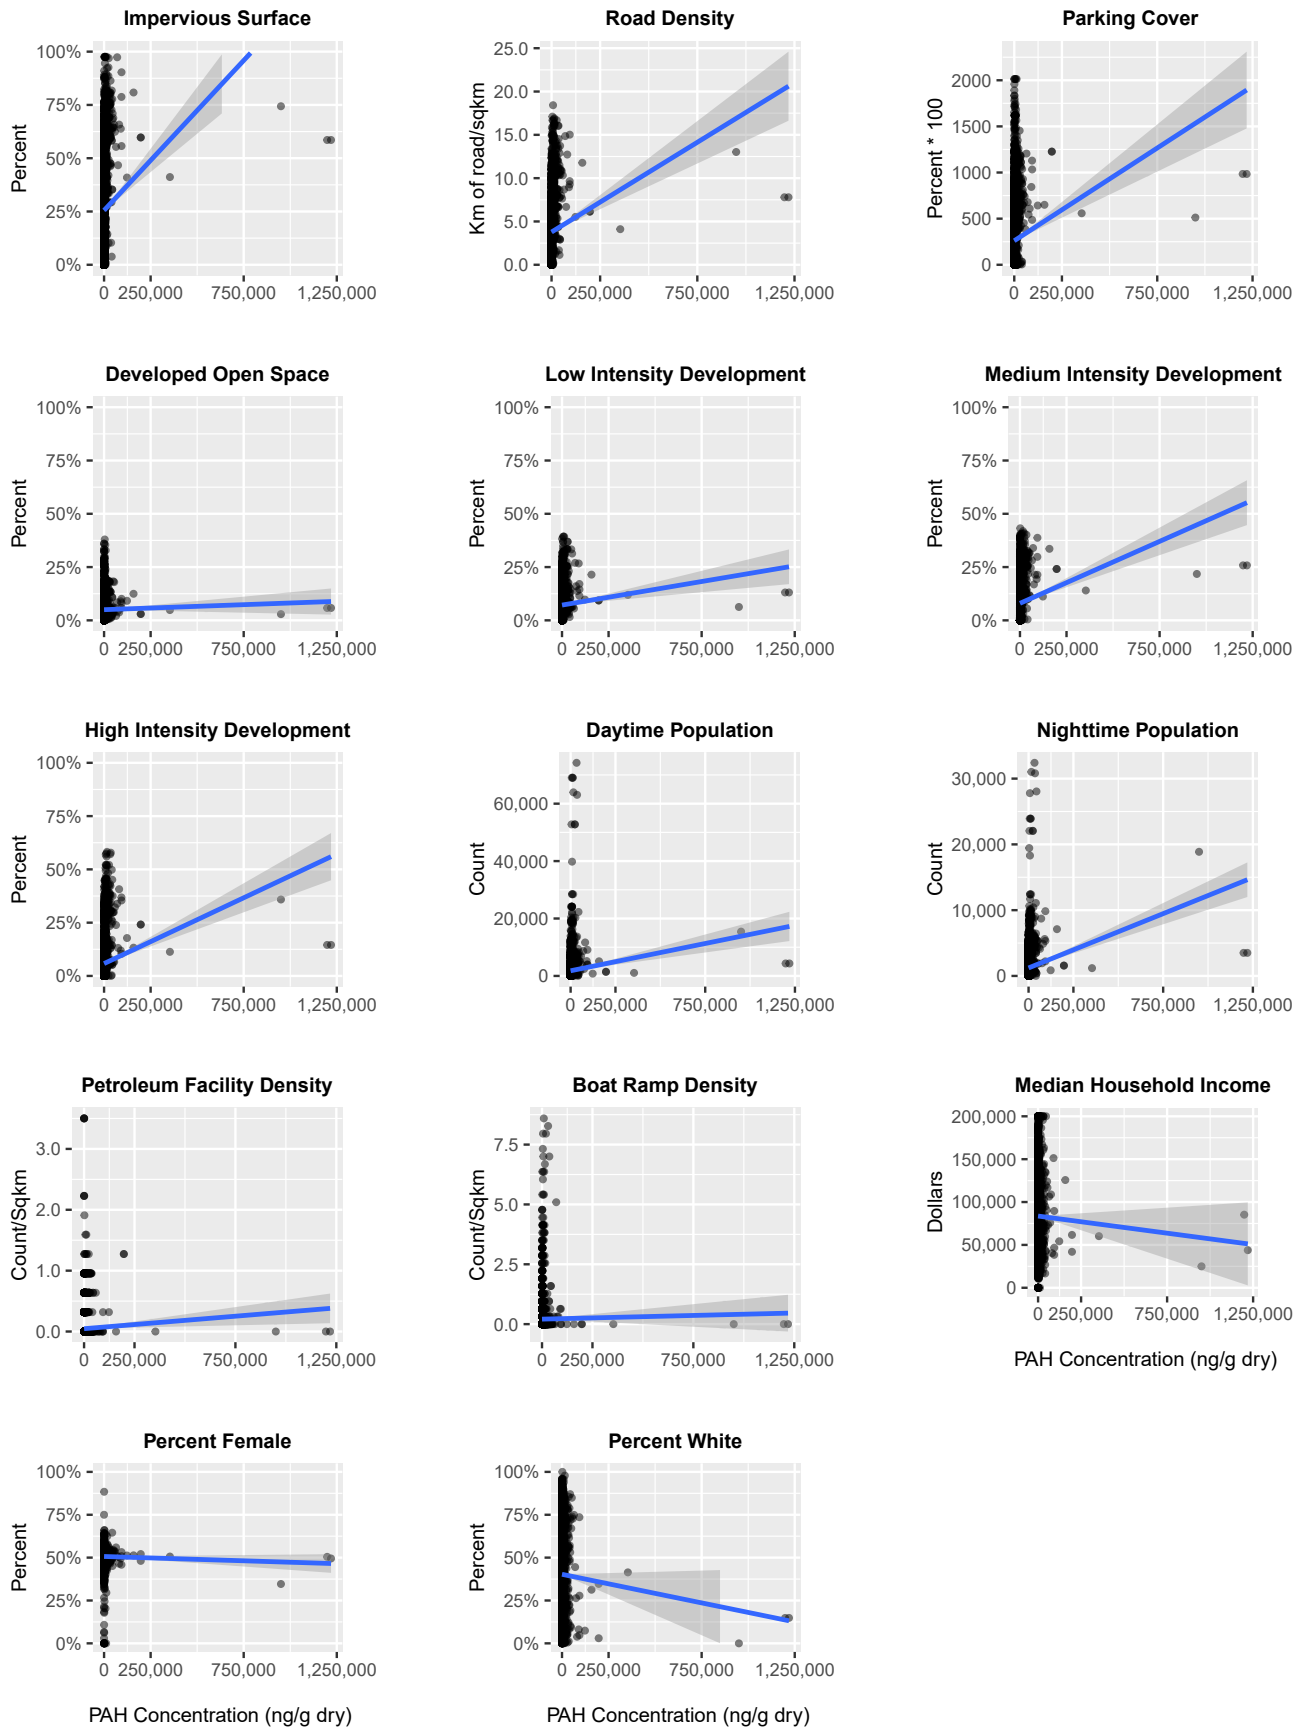 Impervious Surface
Road Density
Parking Cover
Percent
100%
75%
50%
25%
0%
0 250,000 750,000 1,250,000
Km of road/sqkm
25.0
20.0
15.0
10.0
5.0
0.0
0 250,000 750,000 1,250,000
Percent * 100
2000
1500
1000
500
0
0 250,000 750,000 1,250,000
Developed Open Space
Low Intensity Development
Medium Intensity Development
Percent
100%
75%
50%
25%
0%
0 250,000 750,000 1,250,000
Percent
100%
75%
50%
25%
0%
0 250,000 750,000 1,250,000
Percent
100%
75%
50%
25%
0%
0 250,000 750,000 1,250,000
High Intensity Development
Daytime Population
Nighttime Population
Percent
100%
75%
50%
25%
0%
0 250,000 750,000 1,250,000
Count
60,000
40,000
20,000
0
0 250,000 750,000 1,250,000
Count
30,000
20,000
10,000
0
0 250,000 750,000 1,250,000
Petroleum Facility Density
Boat Ramp Density
Median Household Income
Count/Sqkm
3.0
2.0
1.0
0.0
0 250,000 750,000 1,250,000
Count/Sqkm
7.5
5.0
2.5
0.0
0 250,000 750,000 1,250,000
Dollars
200,000
150,000
100,000
50,000
0
0 250,000 750,000 1,250,000
PAH Concentration (ng/g dry)
Percent Female
Percent White
Percent
100%
75%
50%
25%
0%
0 250,000 750,000 1,250,000
PAH Concentration (ng/g dry)
Percent
100%
75%
50%
25%
0%
0 250,000 750,000 1,250,000
PAH Concentration (ng/g dry)